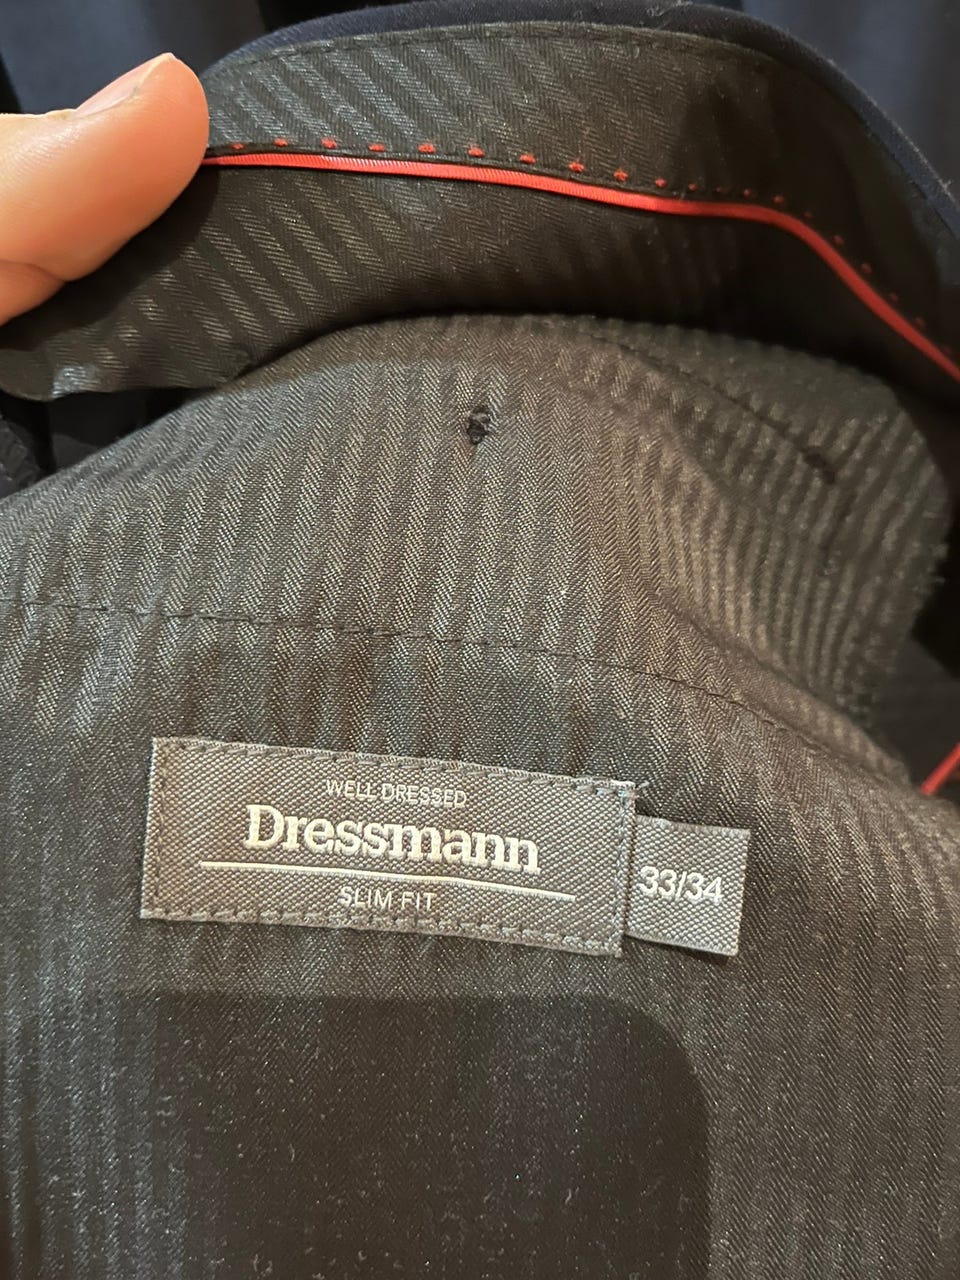 WELL DRESSED
Dressmann
SLIM FIT
33/34